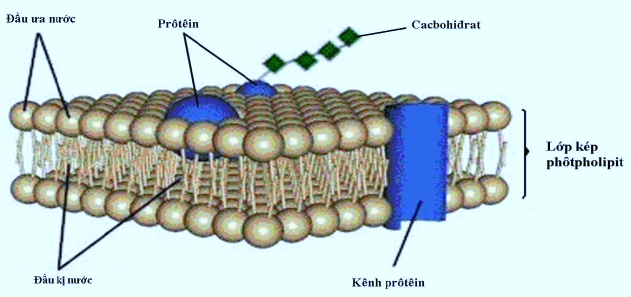 Đầu ưa nước
Prôtêin
Cacbohiđrat
Lớp kép
phôtpholipit
Đầu kị nước
Kênh prôtêin